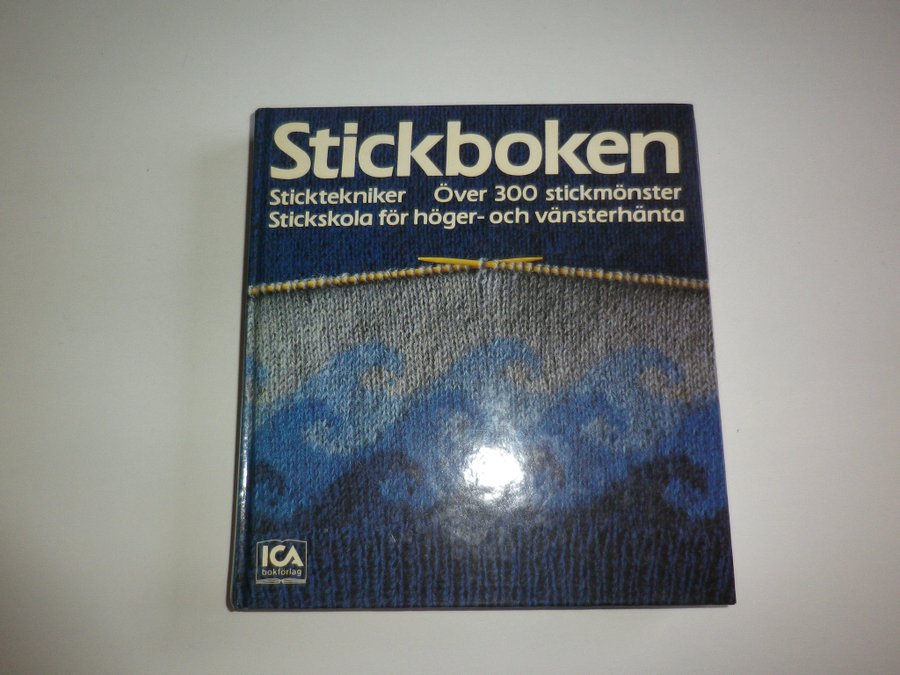 Stickboken
Sticktekniker Över 300 stickmönster
Stickskola för höger- och vänsterhänta
ICA
bokförlag